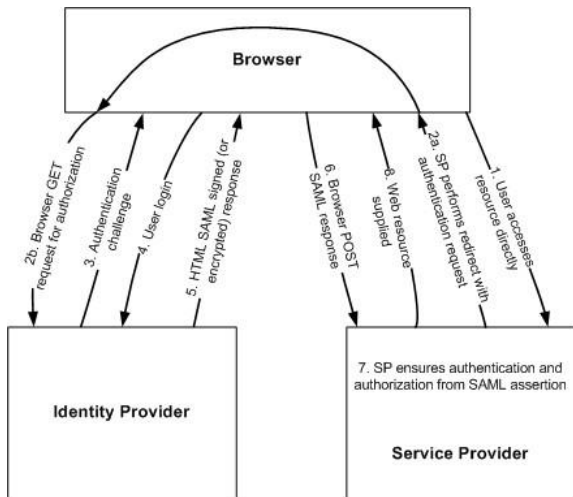 Browser
2b. Browser GET
request for authorization
3. Authentication
challenge
4. User login
5. HTML SAML signed (or
encrypted) response
6. Browser POST
SAML response
8. Web resource
supplied
2a. SP performs redirect with
authentication request
1. User accesses
resource directly
Identity Provider
7. SP ensures authentication and
authorization from SAML assertion
Service Provider